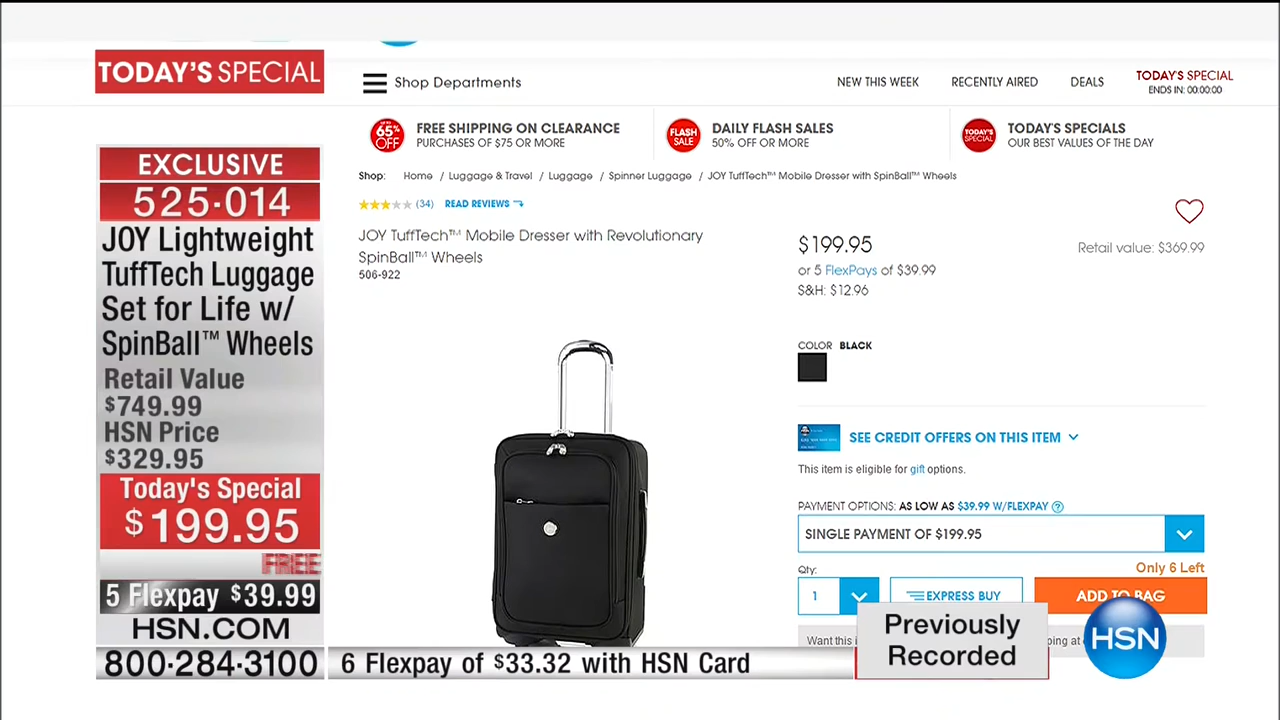 TODAY'S SPECIAL
EXCLUSIVE
525-014
JOY Lightweight
TuffTech Luggage
Set for Life w/
SpinBall™ Wheels
Retail Value
$749.99
HSN Price
$329.95
Today's Special
$199.95
FREE
5 Flexpay $39.99
HSN.COM
800-284-3100
Shop Departments
NEW THIS WEEK
RECENTLY AIRED
DEALS
TODAY'S SPECIAL
ENDS IN: 00:00:00
65% OFF
FREE SHIPPING ON CLEARANCE
PURCHASES OF $75 OR MORE
FLASH SALE
DAILY FLASH SALES
50% OFF OR MORE
TODAY'S SPECIAL
TODAY'S SPECIALS
OUR BEST VALUES OF THE DAY
Shop: Home / Luggage & Travel / Luggage / Spinner Luggage / JOY TuffTech™ Mobile Dresser with SpinBall™ Wheels
(34) READ REVIEWS
JOY TuffTech™ Mobile Dresser with Revolutionary
SpinBall™ Wheels
506-922
$199.95
Retail value: $369.99
or 5 FlexPays of $39.99
S&H: $12.96
COLOR BLACK
SEE CREDIT OFFERS ON THIS ITEM
This item is eligible for gift options.
PAYMENT OPTIONS: AS LOW AS $39.99 W/FLEXPAY ?
SINGLE PAYMENT OF $199.95
Qty:
Only 6 Left
1
EXPRESS BUY
ADD TO BAG
Want this
Previously
Recorded
HSN
6 Flexpay of $33.32 with HSN Card